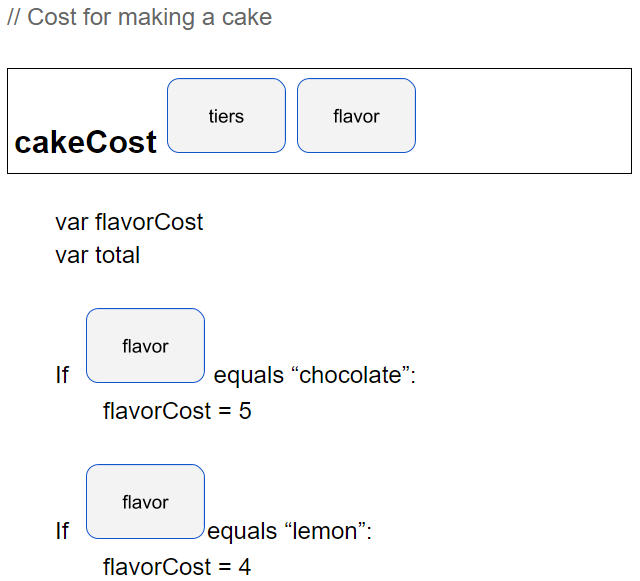 // Cost for making a cake
cakeCost tiers flavor
var flavorCost
var total
If flavor equals “chocolate”:
flavorCost = 5
If flavor equals “lemon”:
flavorCost = 4